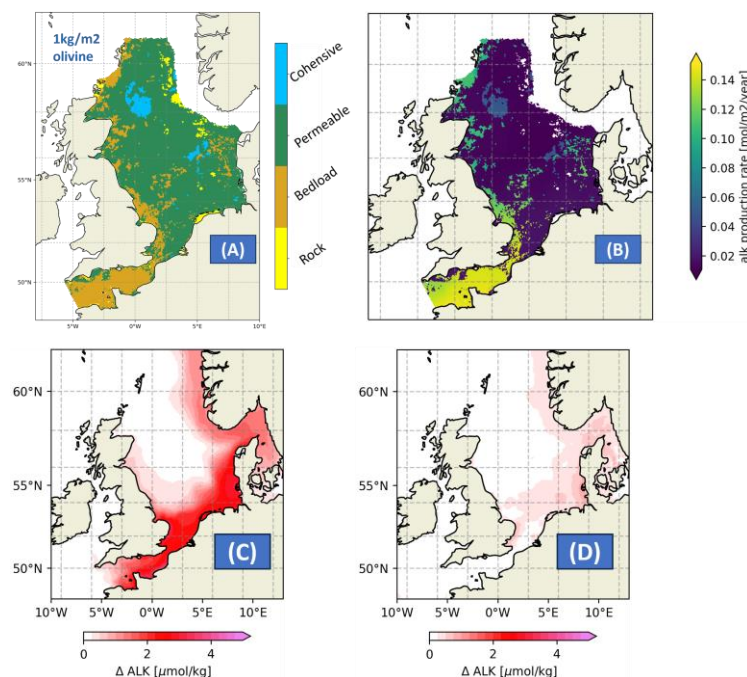 1kg/m2
olivine
60°N
55°N
50°N
5°W
0°W
5°E
10°E
(A)
Cohensive
Permeable
Bedload
Rock
(B)
0.14
0.12
0.10
0.08
0.06
0.04
0.02
alk production rate [mol/m2/year]
60°N
55°N
50°N
10°W
5°W
0°W
5°E
10°E
(C)
0
2
4
Δ ALK [μmol/kg]
60°N
55°N
50°N
10°W
5°W
0°W
5°E
10°E
(D)
0
2
4
Δ ALK [μmol/kg]